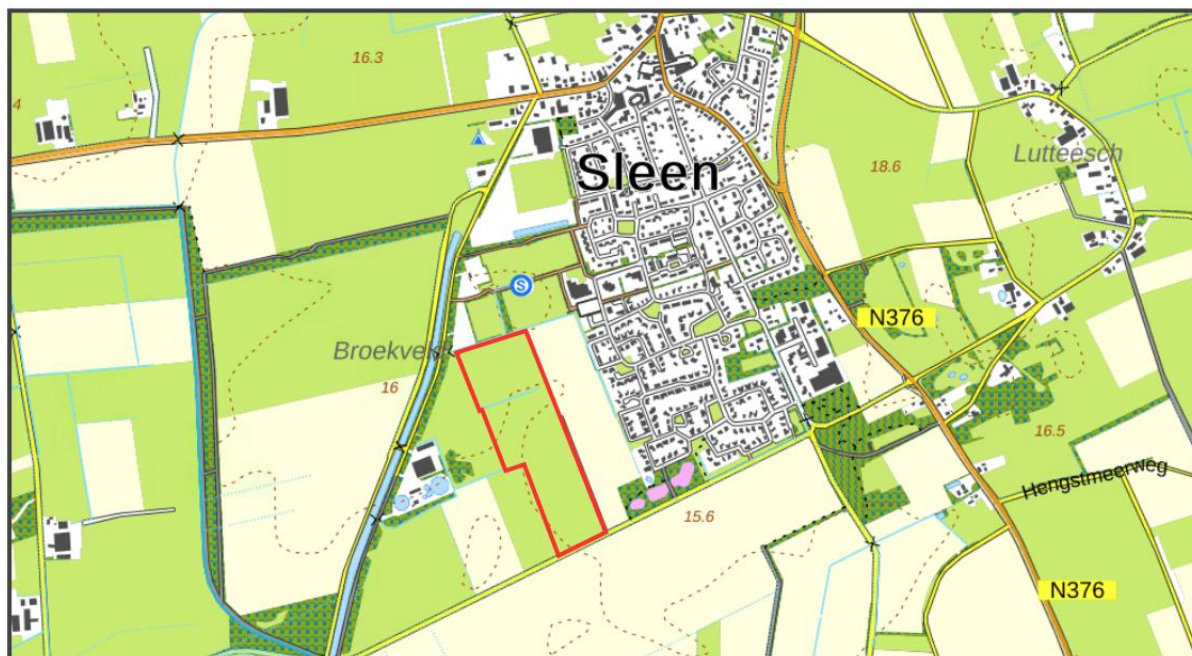 16.3
4
Sleen
Lutteesch
18.6
S
N376
Broekveld
16
16.5
Hengstmeerweg
15.6
N376